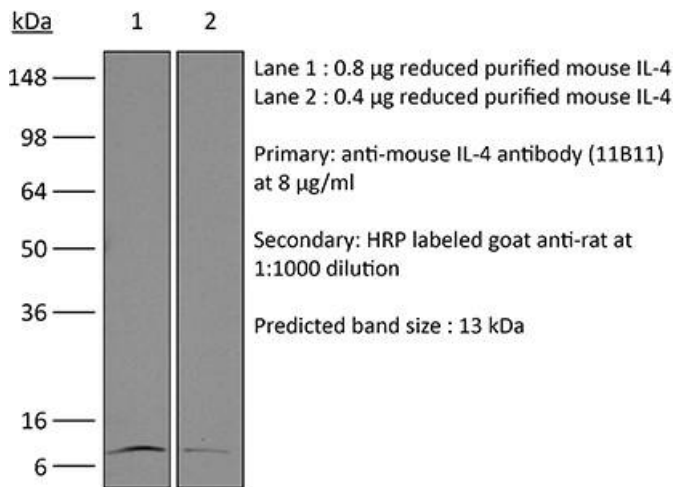 kDa
1 2
148
98
64
50
36
16
6
Lane 1 : 0.8 µg reduced purified mouse IL-4
Lane 2 : 0.4 µg reduced purified mouse IL-4
Primary: anti-mouse IL-4 antibody (11B11)
at 8 µg/ml
Secondary: HRP labeled goat anti-rat at
1:1000 dilution
Predicted band size : 13 kDa